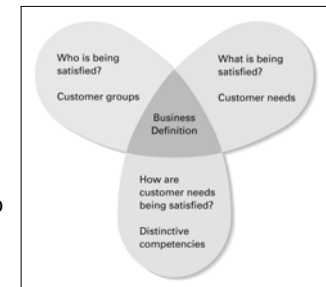 Who is being
satisfied?
Customer groups
What is being
satisfied?
Customer needs
Business
Definition
How are
customer needs
being satisfied?
Distinctive
competencies